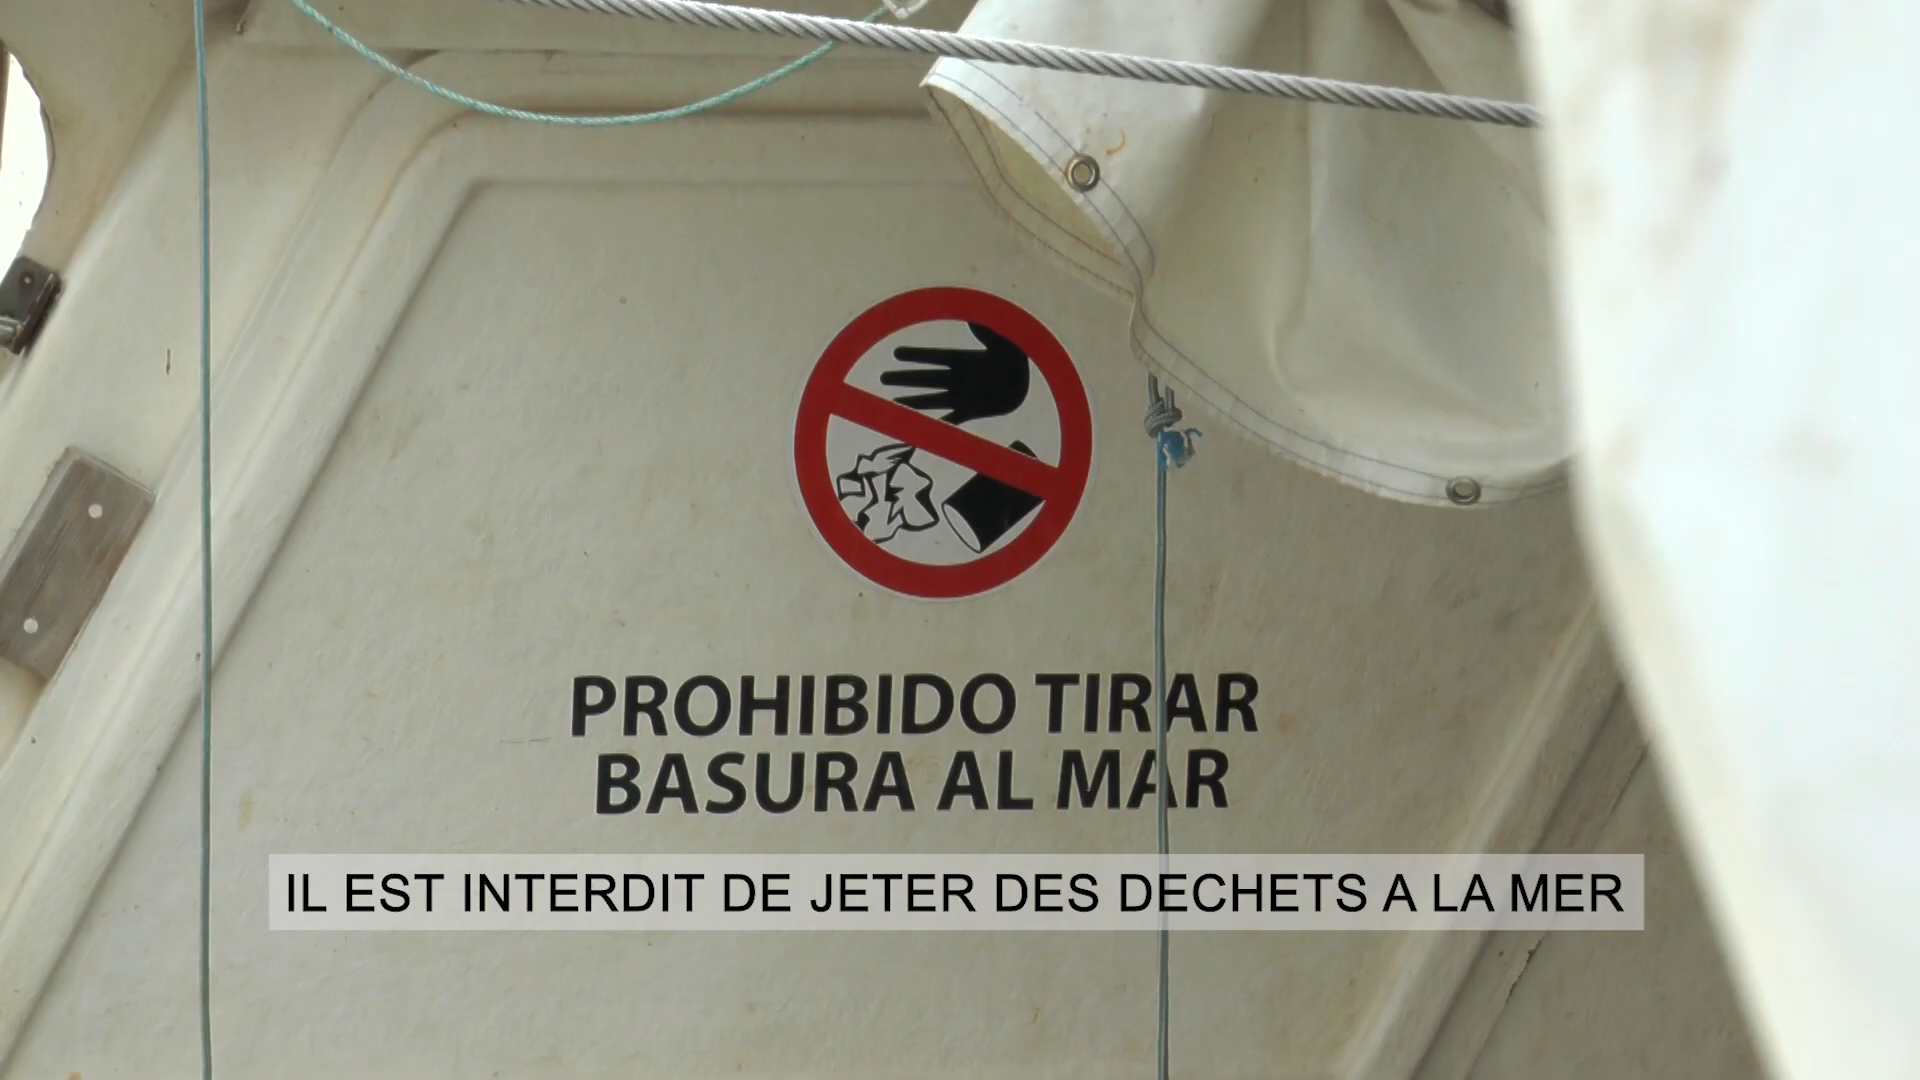 PROHIBIDO TIRAR
BASURA AL MAR
IL EST INTERDIT DE JETER DES DECHETS A LA MER